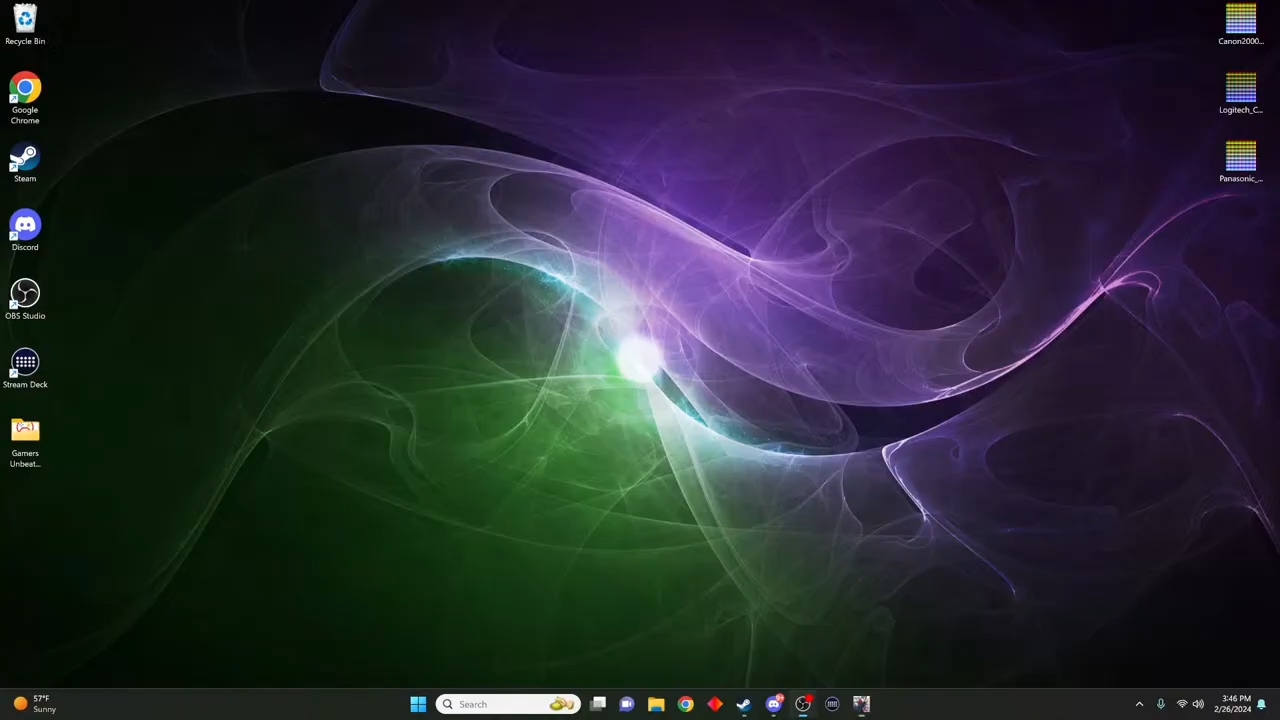 Recycle Bin
Google
Chrome
Steam
Discord
OBS Studio
Stream Deck
Gamers
Unbeat...
Canon2000...
Logitech_C...
Panasonic_...
57°F
Sunny
Search
9+
3:46 PM
2/26/2024